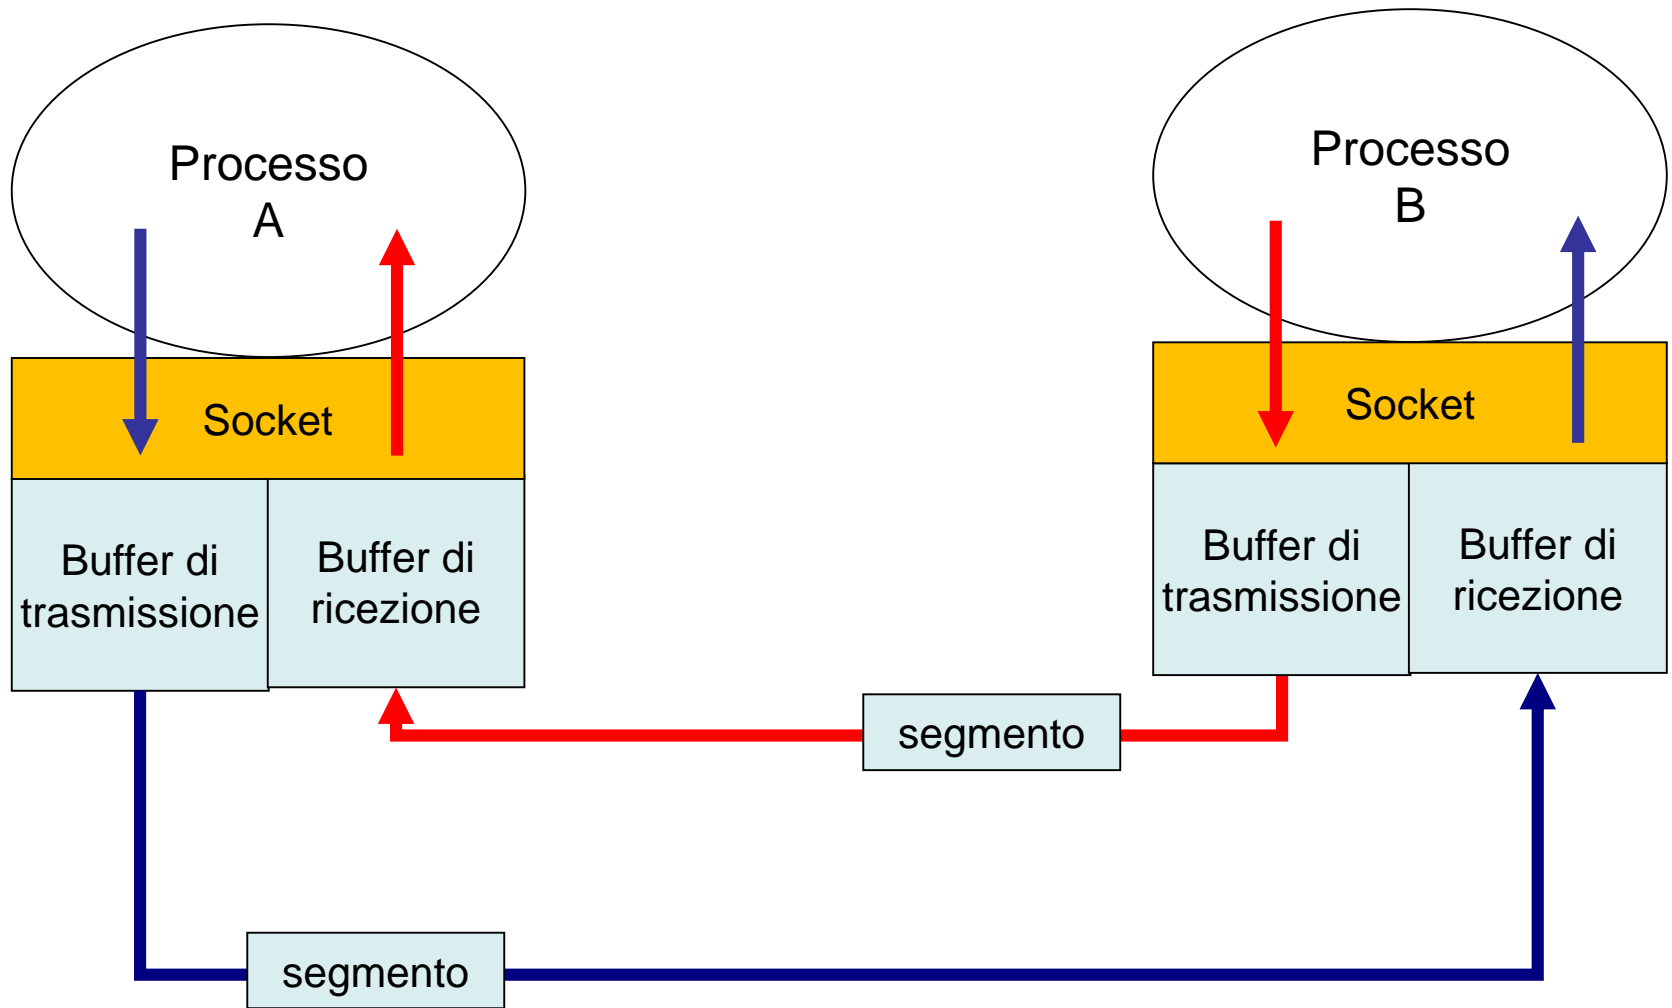 Processo
A
Socket
Buffer di
trasmissione
Buffer di
ricezione
Processo
B
Socket
Buffer di
trasmissione
Buffer di
ricezione
segmento
segmento